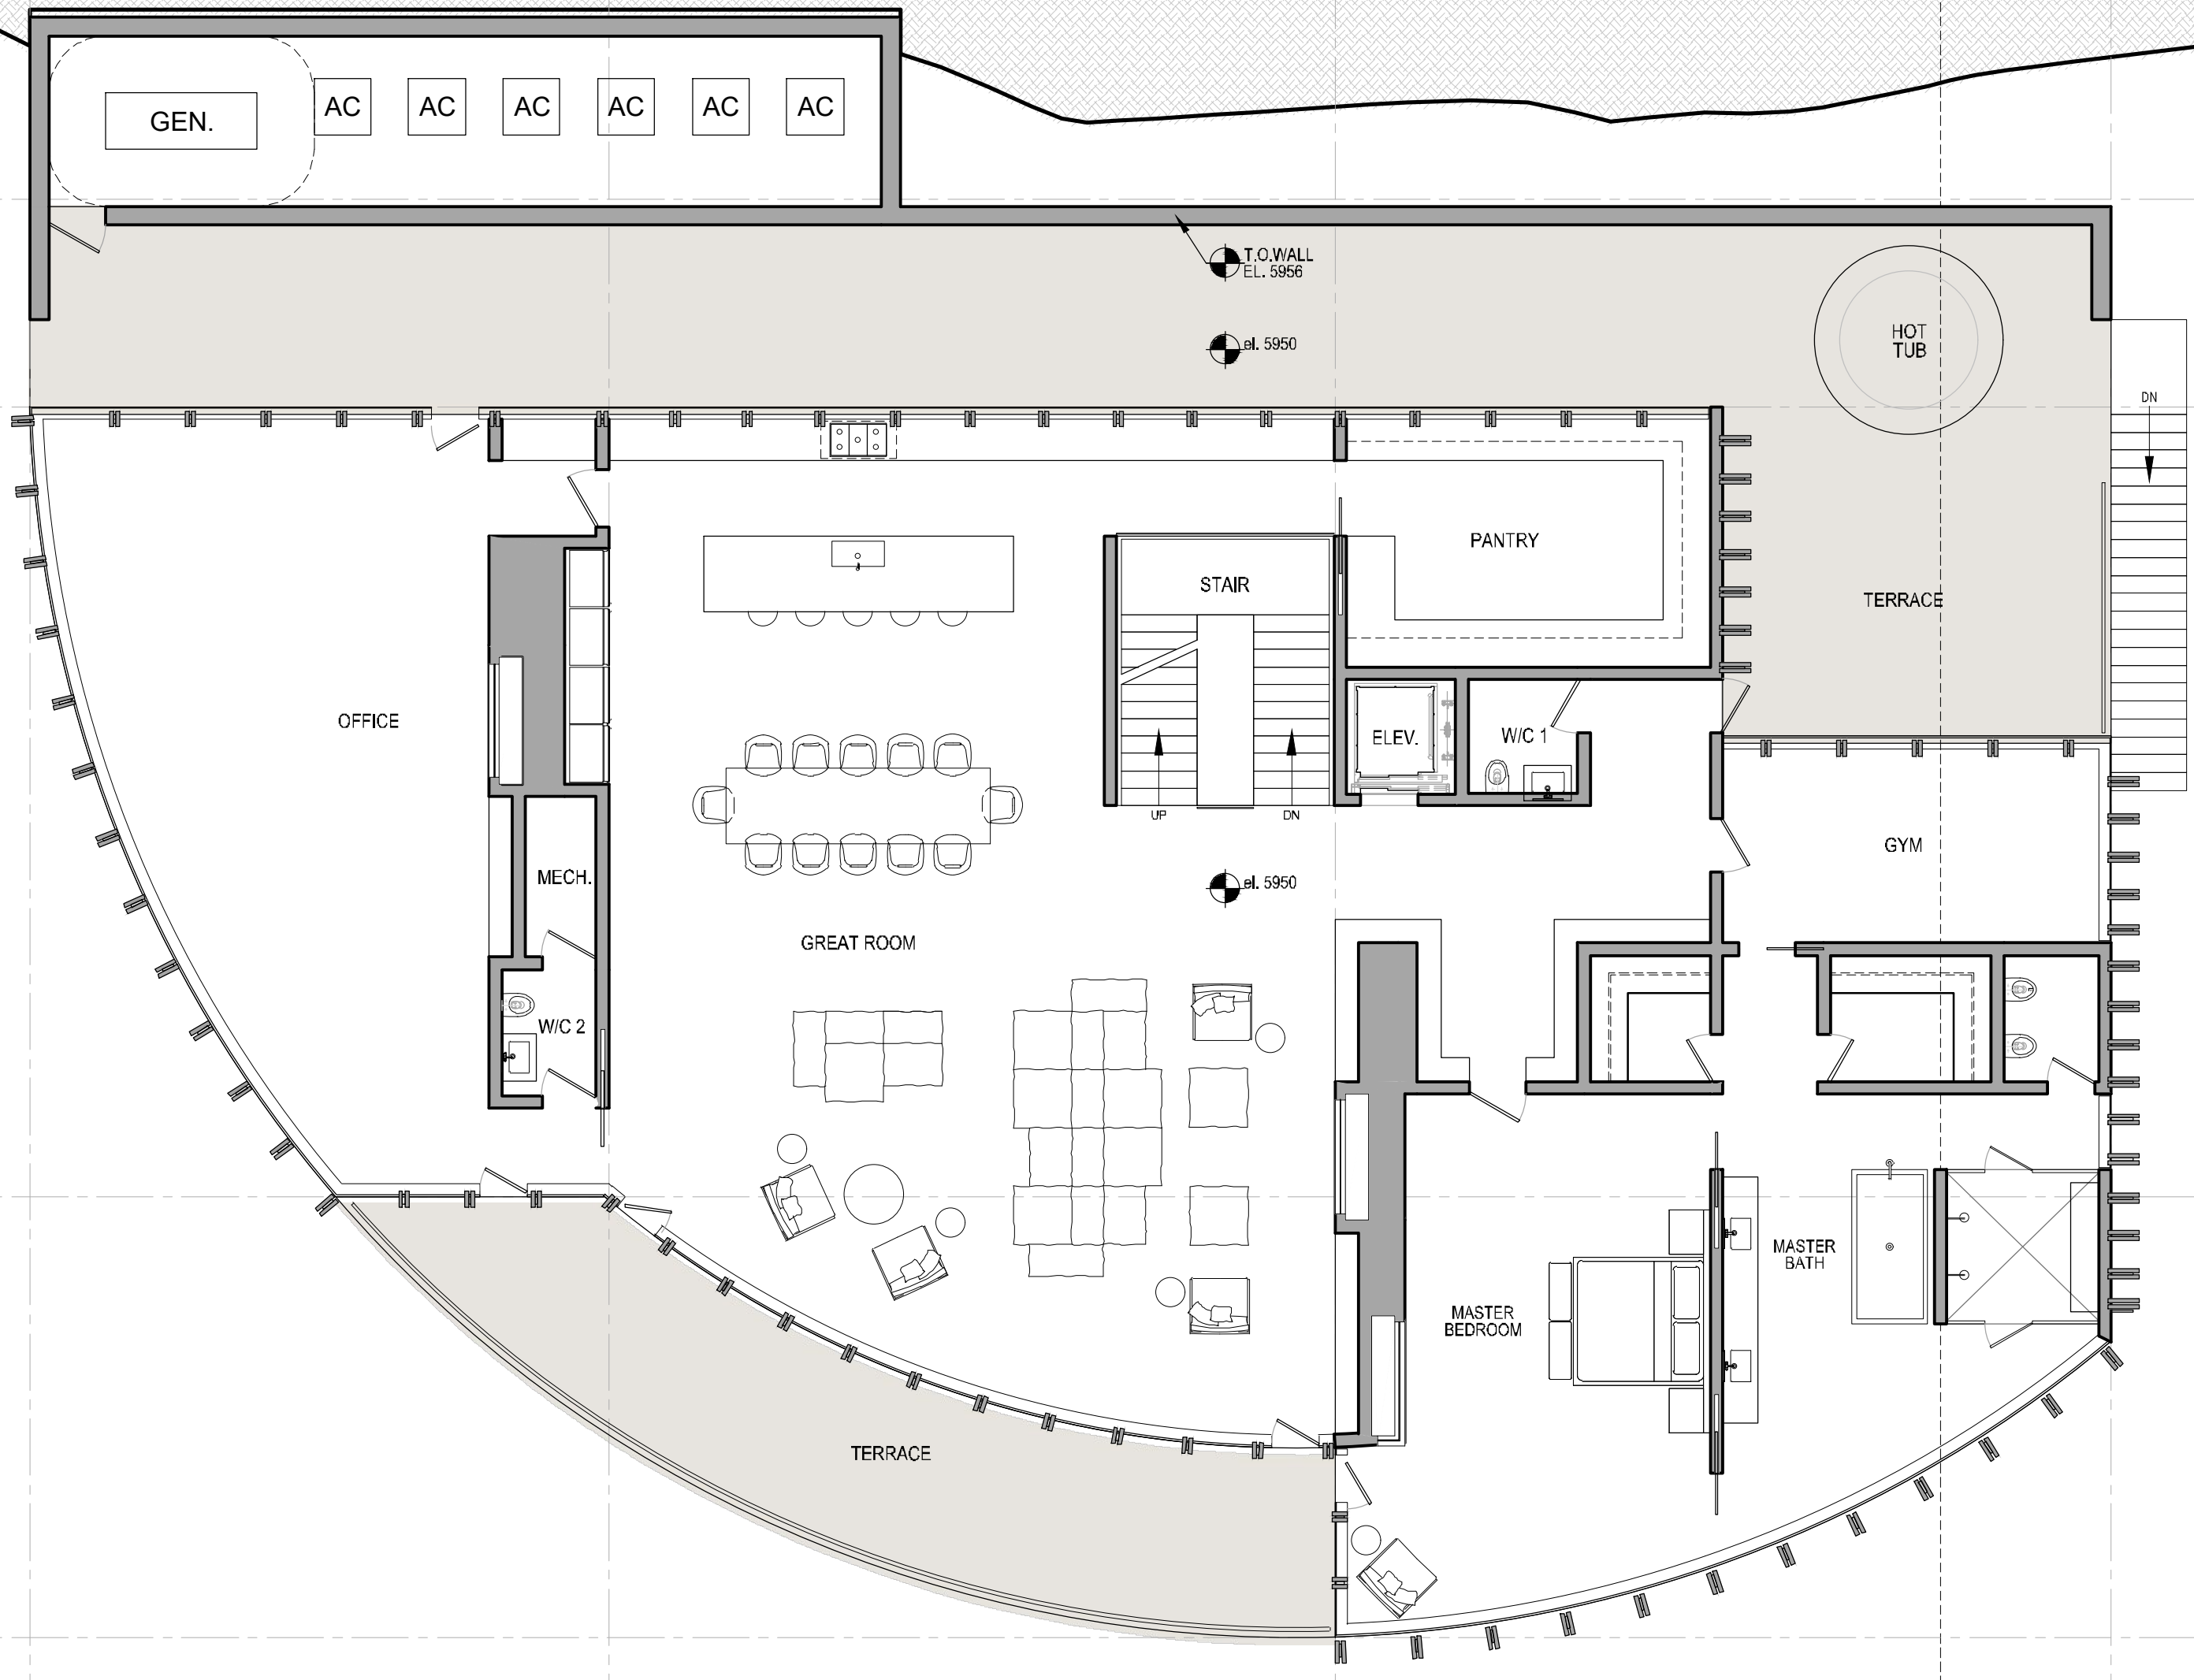 GEN.
AC
AC
AC
AC
AC
AC
T.O.WALL
EL. 5956
el. 5950
HOT
TUB
DN
PANTRY
STAIR
TERRACE
OFFICE
ELEV.
W/C 1
UP
DN
GYM
MECH.
el. 5950
GREAT ROOM
W/C 2
MASTER
BATH
MASTER
BEDROOM
TERRACE